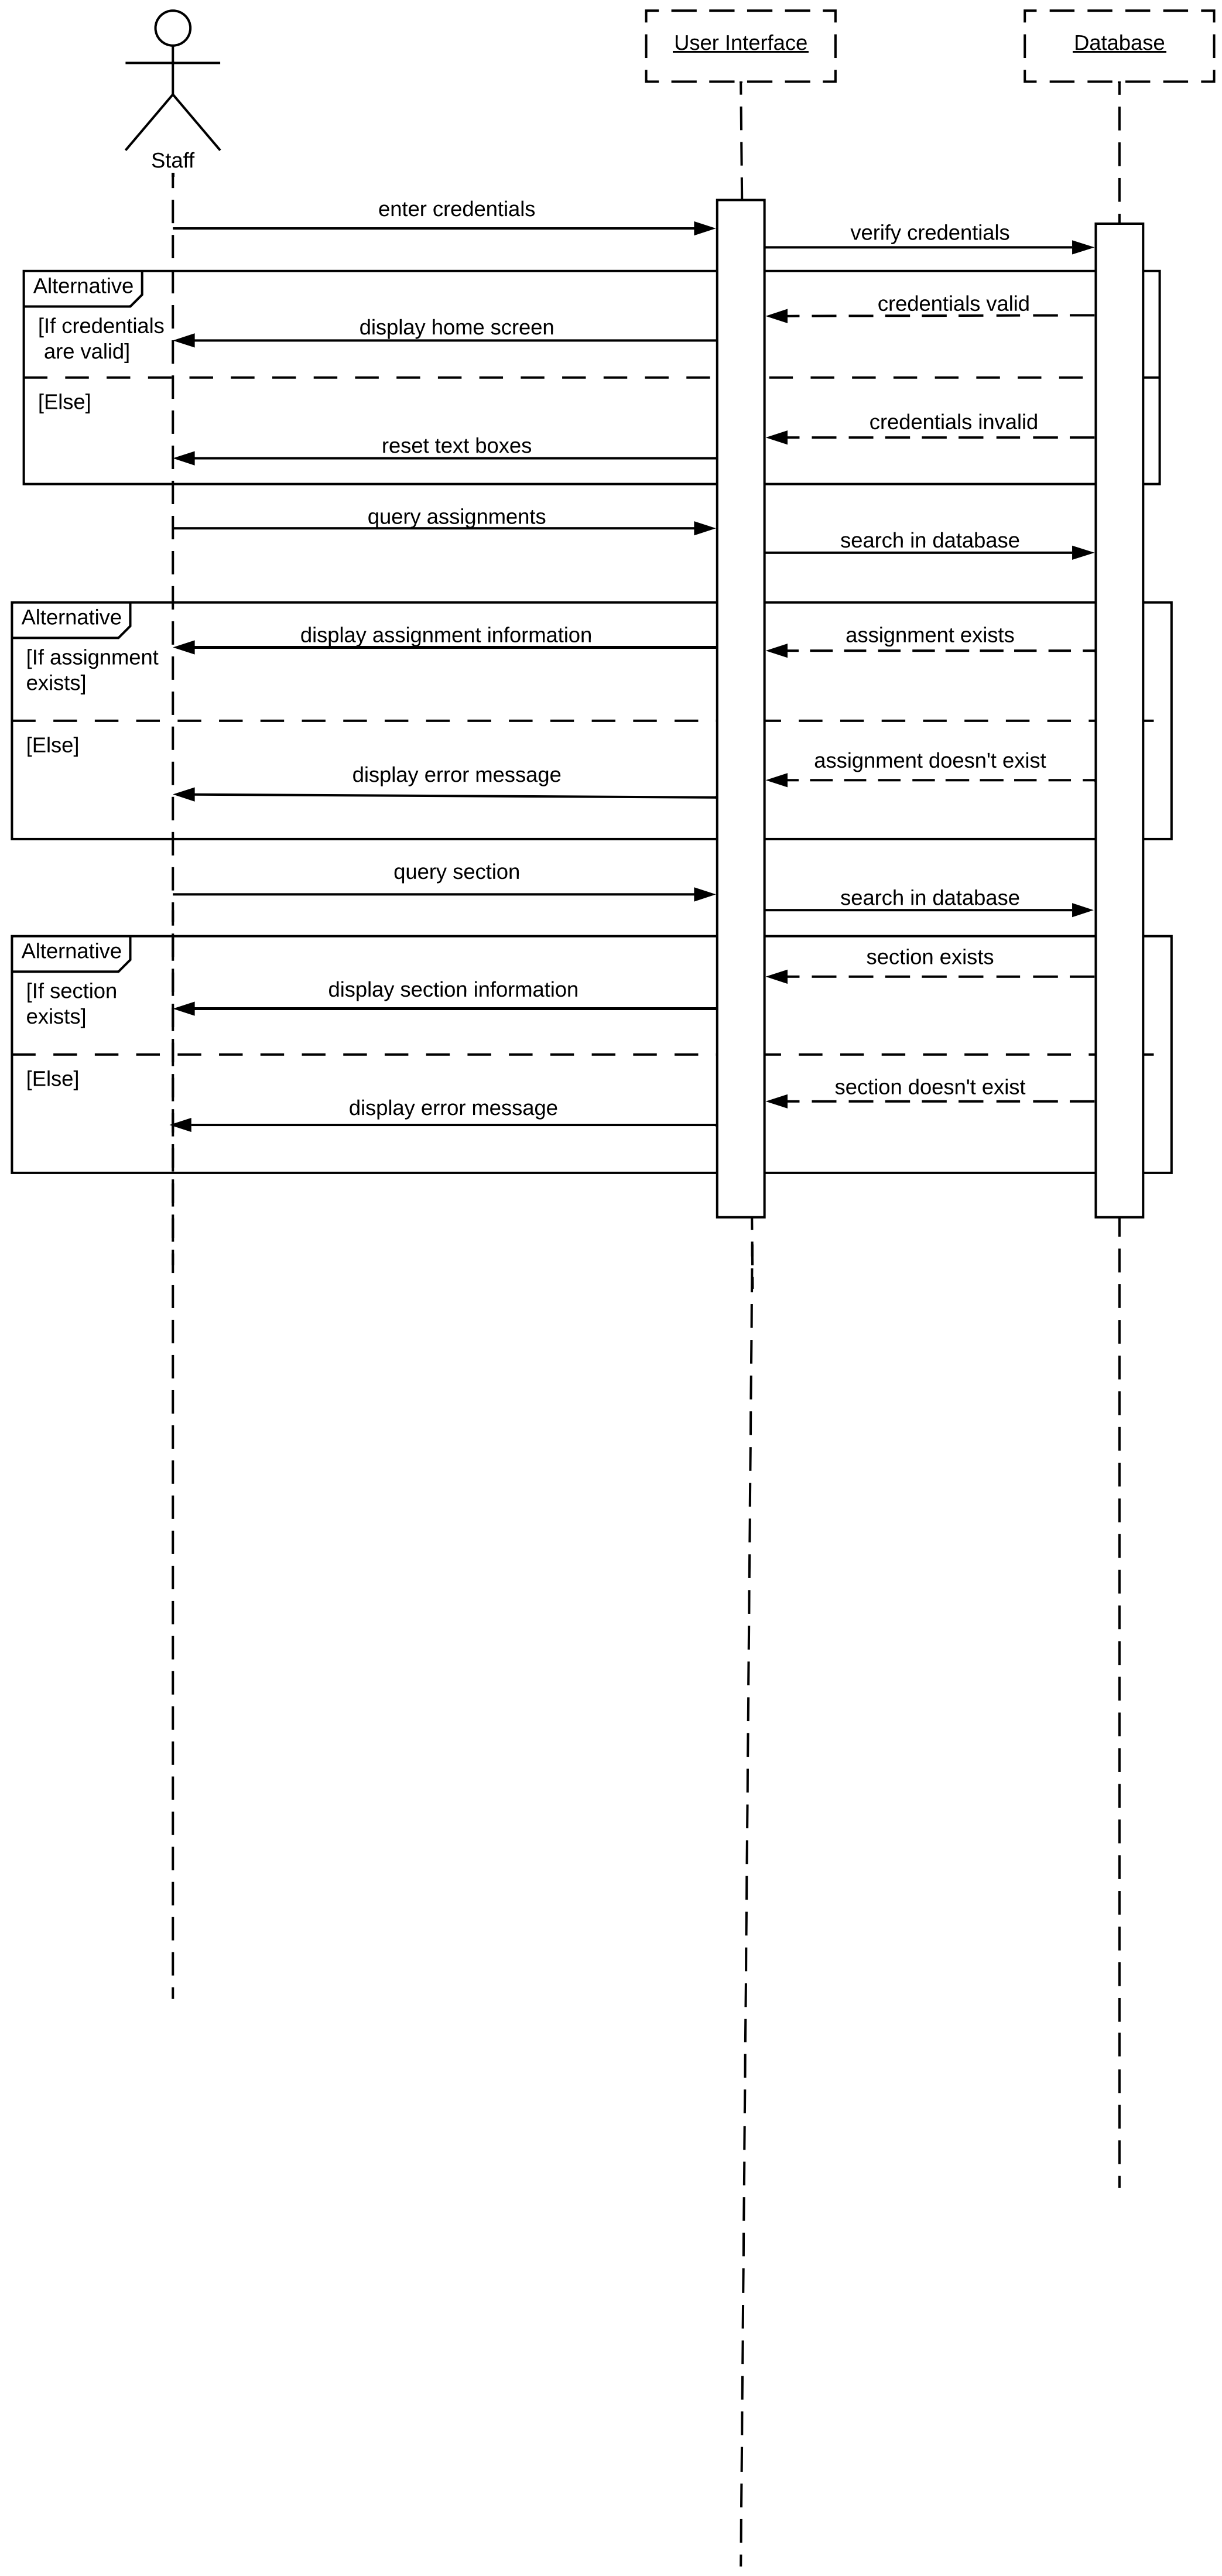 User Interface
Database
Staff
enter credentials
verify credentials
Alternative
credentials valid
[If credentials
are valid]
display home screen
[Else]
credentials invalid
reset text boxes
query assignments
search in database
Alternative
display assignment information
assignment exists
[If assignment
exists]
[Else]
assignment doesn't exist
display error message
query section
search in database
Alternative
section exists
[If section
exists]
display section information
[Else]
section doesn't exist
display error message